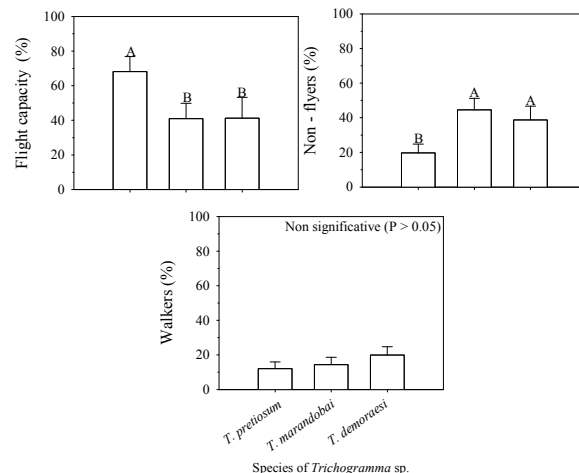 100
80
60
40
20
0
Flight capacity (%)
A
B
B
100
80
60
40
20
0
Non - flyers (%)
B
A
A
100
80
60
40
20
0
Walkers (%)
Non significative (P > 0.05)
T. pretiosum
T. marandobai
T. demoraesi
Species of Trichogramma sp.